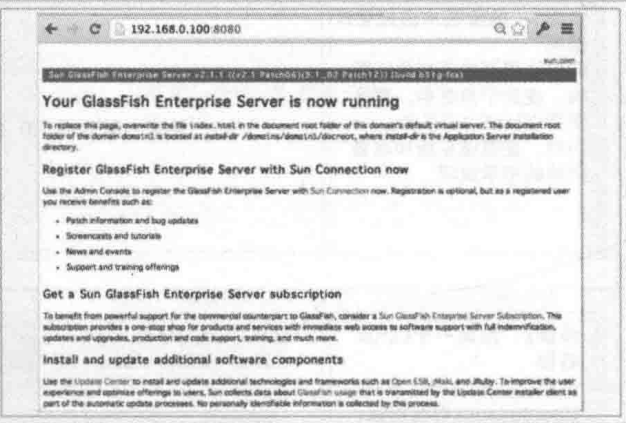 192.168.0.100:8080
sun.com
Sun GlassFish Enterprise Server v2.1.1 ((v2.1 Patch06)(9.1_02 Patch12)) (build b31g-fcs)
Your GlassFish Enterprise Server is now running
To replace this page, overwrite the file index.html in the document root folder of this domain's default virtual server. The document root
folder of the domain domain1 is located at install-dir /domains/domain1/docroot, where install-dir is the Application Server installation
directory.
Register GlassFish Enterprise Server with Sun Connection now
Use the Admin Console to register the GlassFish Enterprise Server with Sun Connection now. Registration is optional, but as a registered user
you receive benefits such as:
• Patch information and bug updates
• Screencasts and tutorials
• News and events
• Support and training offerings
Get a Sun GlassFish Enterprise Server subscription
To benefit from powerful support for the commercial counterpart to GlassFish, consider a Sun GlassFish Enterprise Server Subscription. This
subscription provides a one-stop shop for products and services with immediate web access to software support with full indemnification,
updates and upgrades, production and code support, training, and much more.
Install and update additional software components
Use the Update Center to install and update additional technologies and frameworks such as Open ESB, jMaki, and JRuby. To improve the user
experience and optimize offerings to users, Sun collects data about GlassFish usage that is transmitted by the Update Center installer client as
part of the automatic update processes. No personally identifiable information is collected by this process.